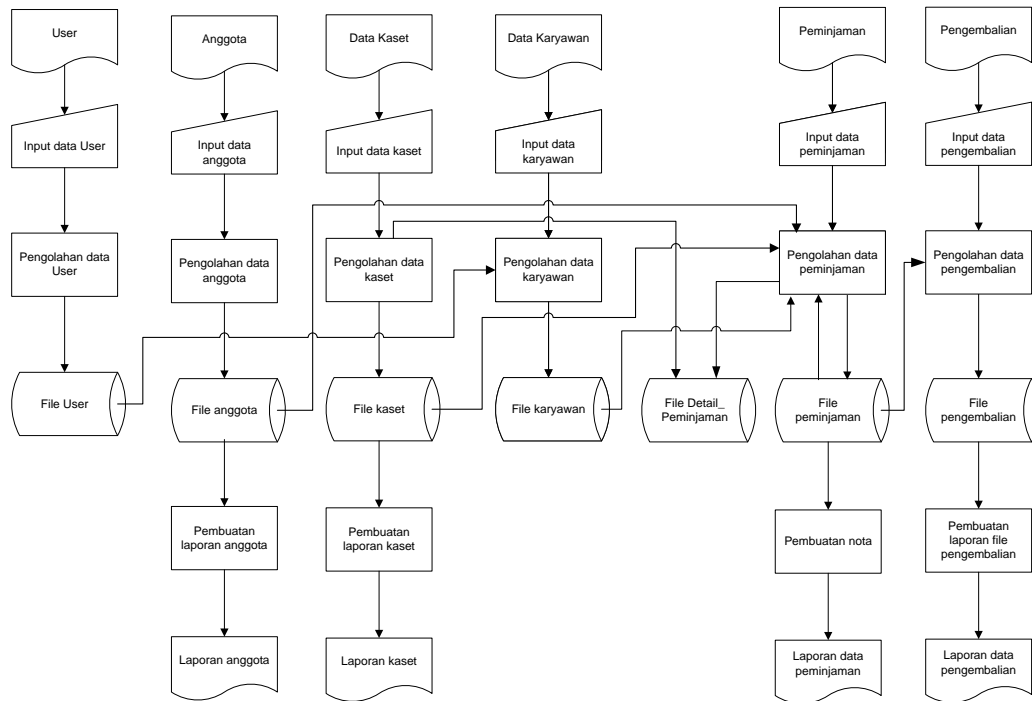 User
Anggota
Data Kaset
Data Karyawan
Peminjaman
Pengembalian
Input data User
Input data
anggota
Input data kaset
Input data
karyawan
Input data
peminjaman
Input data
pengembalian
Pengolahan data
User
Pengolahan data
anggota
Pengolahan data
kaset
Pengolahan data
karyawan
Pengolahan data
peminjaman
Pengolahan data
pengembalian
File User
File anggota
File kaset
File karyawan
File Detail_
Peminjaman
File
peminjaman
File
pengembalian
Pembuatan
laporan anggota
Pembuatan
laporan kaset
Pembuatan nota
Pembuatan
laporan file
pengembalian
Laporan anggota
Laporan kaset
Laporan data
peminjaman
Laporan data
pengembalian